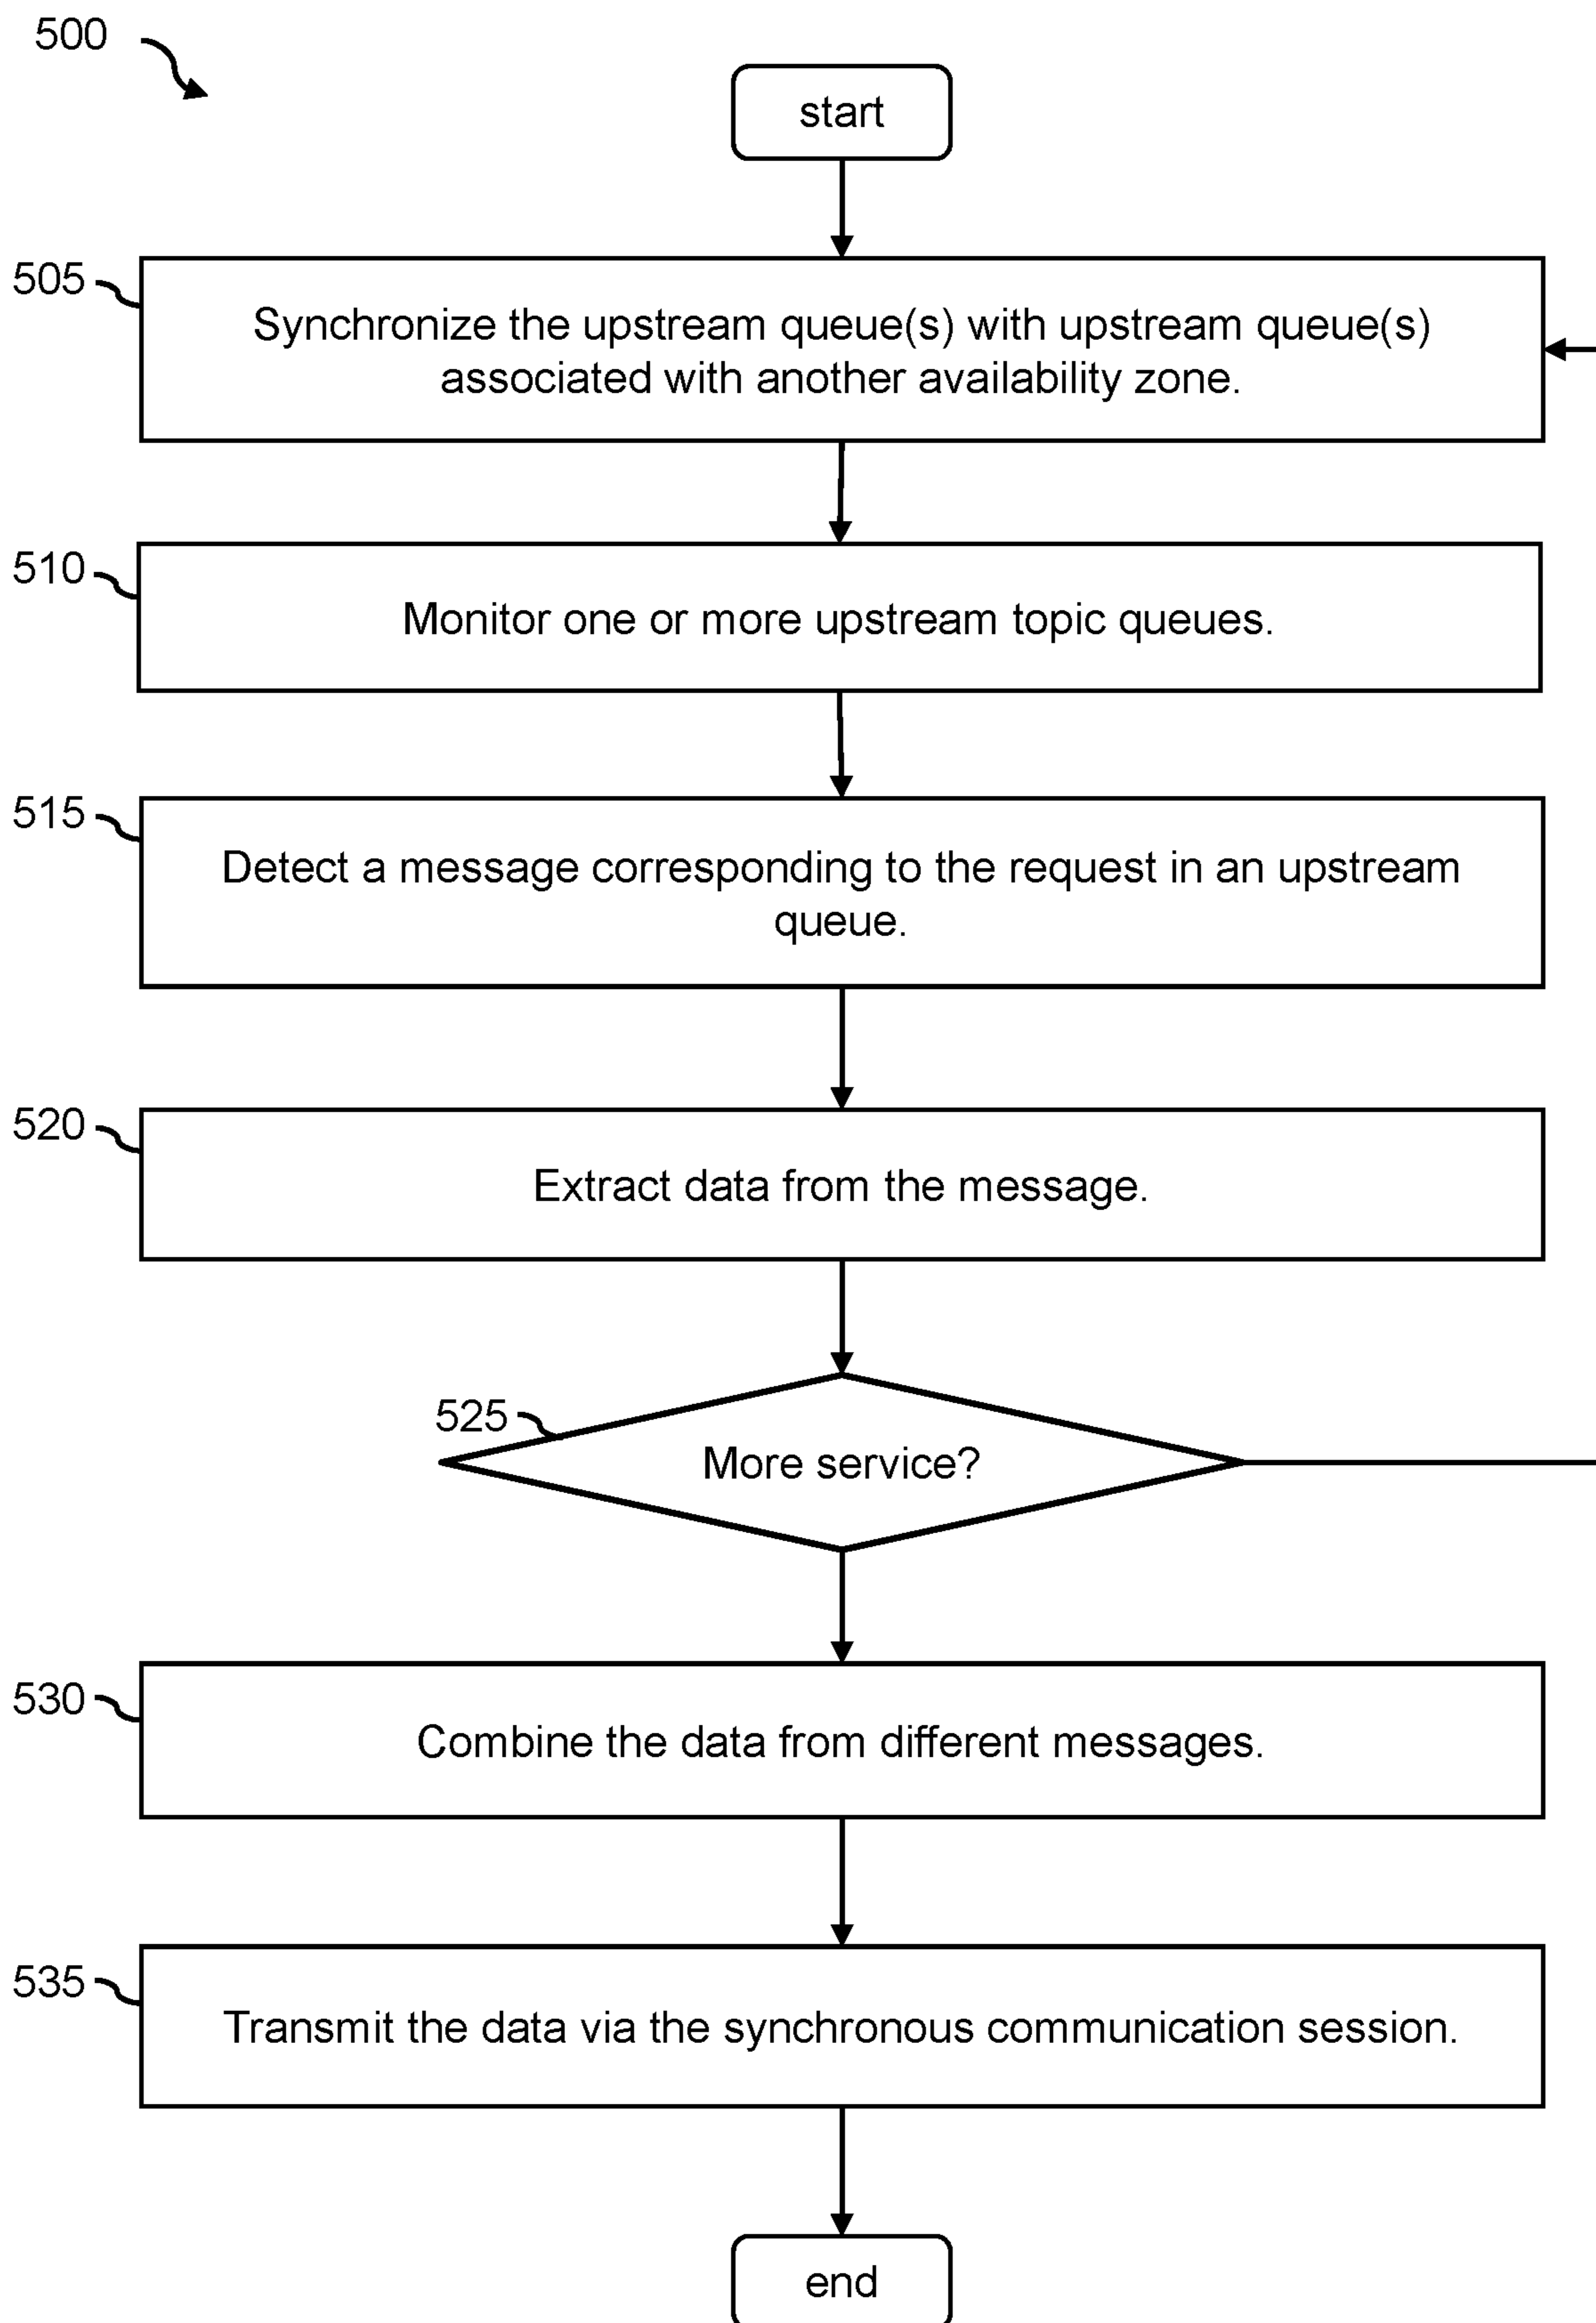 500
start
505
Synchronize the upstream queue(s) with upstream queue(s)
associated with another availability zone.
510
Monitor one or more upstream topic queues.
515
Detect a message corresponding to the request in an upstream
queue.
520
Extract data from the message.
525
More service?
530
Combine the data from different messages.
535
Transmit the data via the synchronous communication session.
end